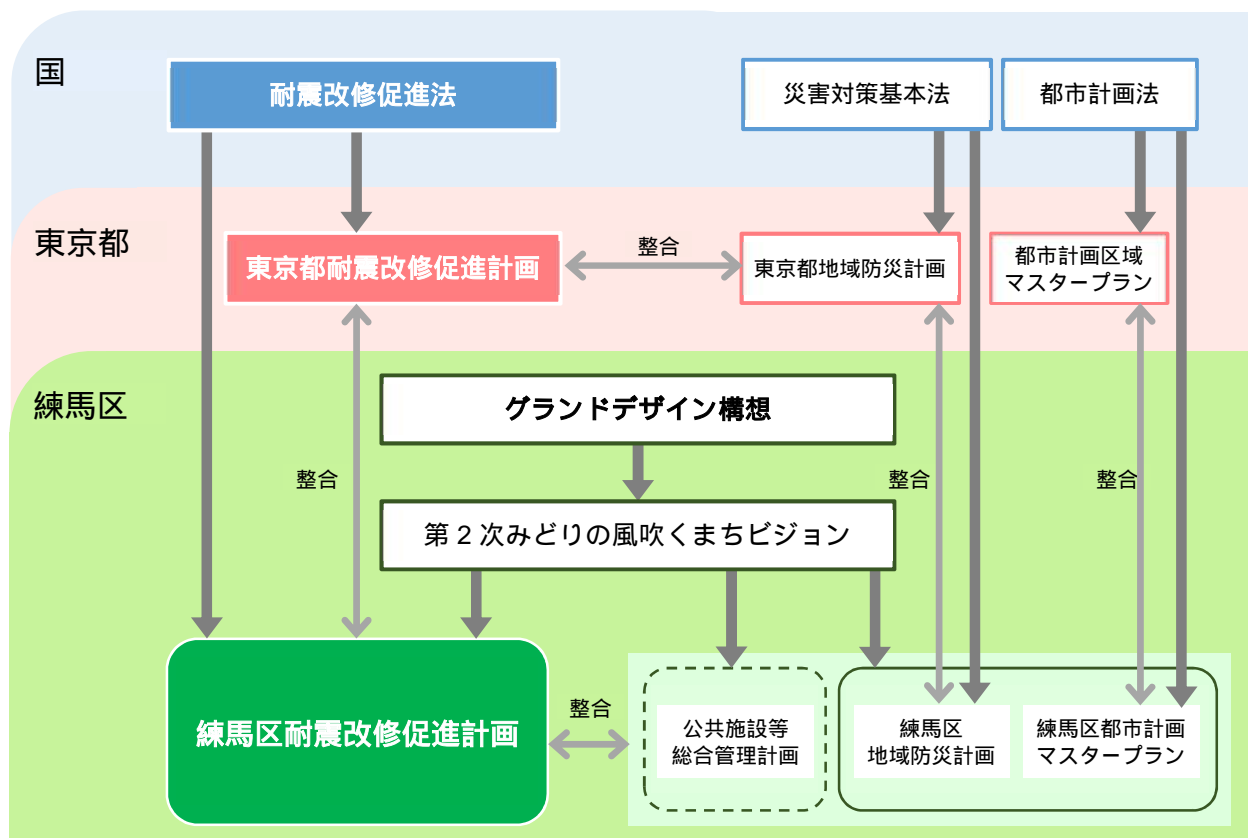 国
耐震改修促進法
災害対策基本法
都市計画法
東京都
東京都耐震改修促進計画
整合
東京都地域防災計画
都市計画区域
マスタープラン
練馬区
グランドデザイン構想
整合
整合
整合
第２次みどりの風吹くまちビジョン
練馬区耐震改修促進計画
整合
公共施設等
総合管理計画
練馬区
地域防災計画
練馬区都市計画
マスタープラン